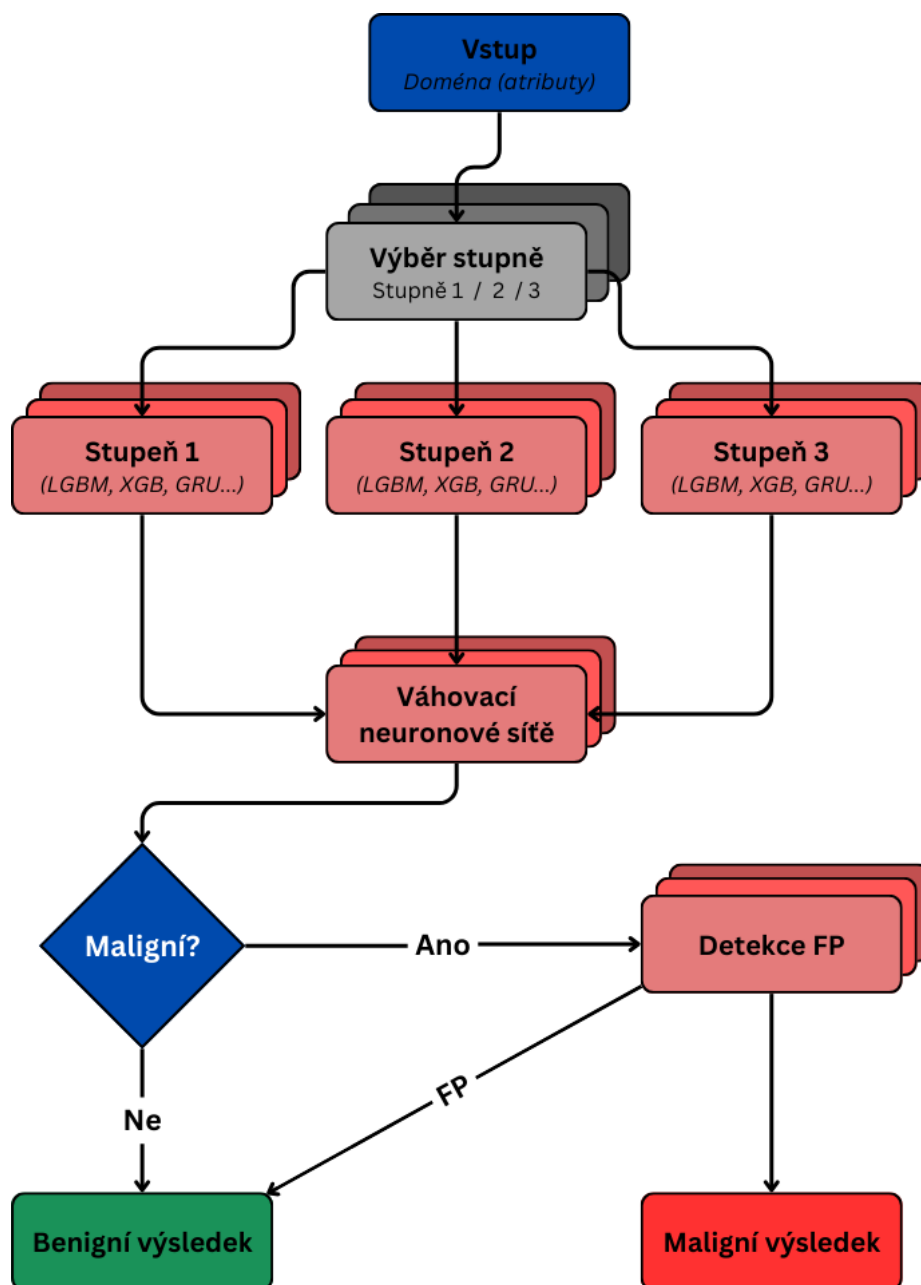 Vstup
Doména (atributy)
Výběr stupně
Stupně 1 / 2 / 3
Stupeň 1
(LGBM, XGB, GRU...)
Stupeň 2
(LGBM, XGB, GRU...)
Stupeň 3
(LGBM, XGB, GRU...)
Váhovací
neuronové síťě
Maligní?
Ano
Detekce FP
FP
Ne
Benigní výsledek
Maligní výsledek